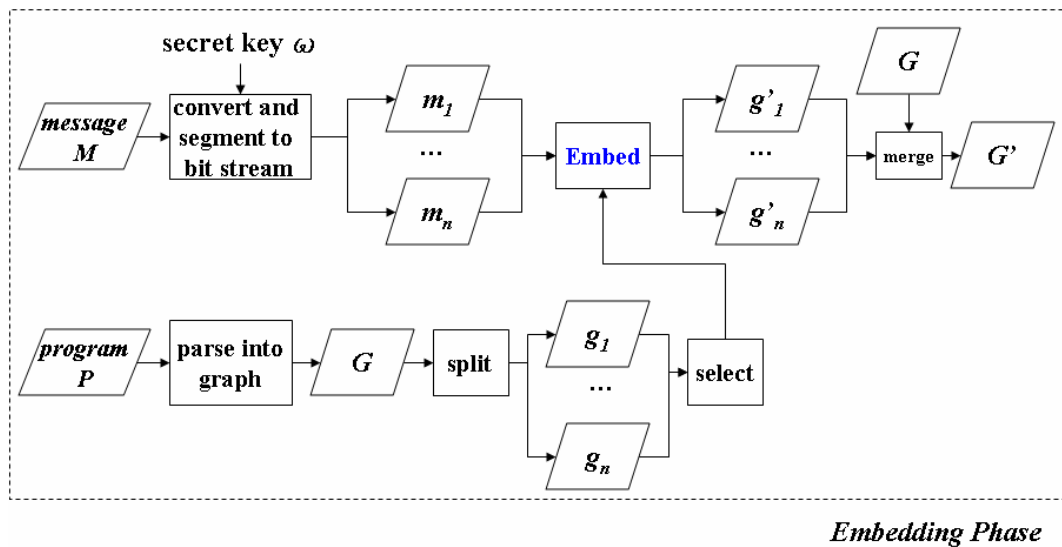 secret key ω
message
M
convert and
segment to
bit stream
m1
...
mn
Embed
g'1
...
g'n
G
merge
G'
program
P
parse into
graph
G
split
g1
...
gn
select
Embedding Phase